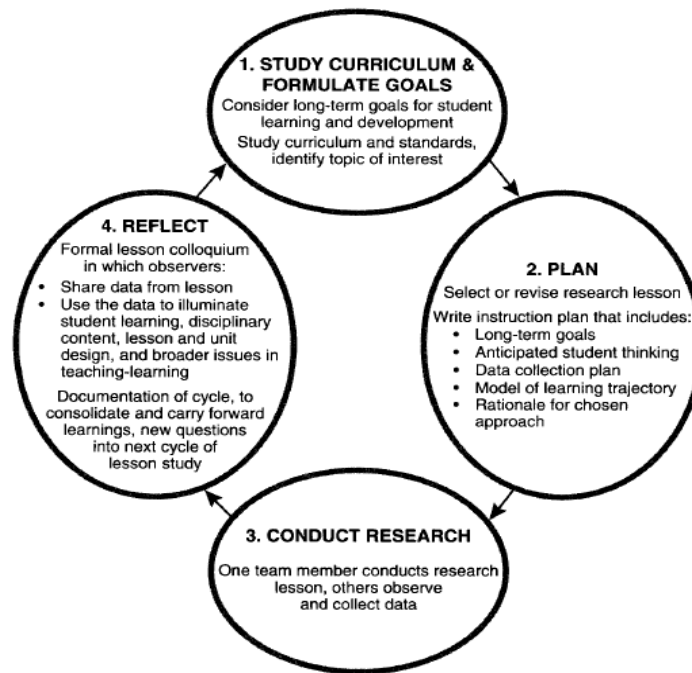 1. STUDY CURRICULUM &
FORMULATE GOALS
Consider long-term goals for student
learning and development
Study curriculum and standards,
identify topic of interest
2. PLAN
Select or revise research lesson
Write instruction plan that includes:
• Long-term goals
• Anticipated student thinking
• Data collection plan
• Model of learning trajectory
• Rationale for chosen
approach
3. CONDUCT RESEARCH
One team member conducts research
lesson, others observe
and collect data
4. REFLECT
Formal lesson colloquium
in which observers:
• Share data from lesson
• Use the data to illuminate
student learning, disciplinary
content, lesson and unit
design, and broader issues in
teaching-learning
Documentation of cycle, to
consolidate and carry forward
learnings, new questions
into next cycle of
lesson study